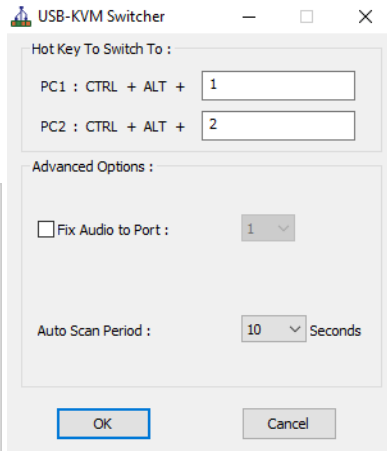 USB-KVM Switcher
Hot Key To Switch To :
PC1 : CTRL + ALT + 1
PC2 : CTRL + ALT + 2
Advanced Options :
Fix Audio to Port : 1
Auto Scan Period : 10 Seconds
OK Cancel